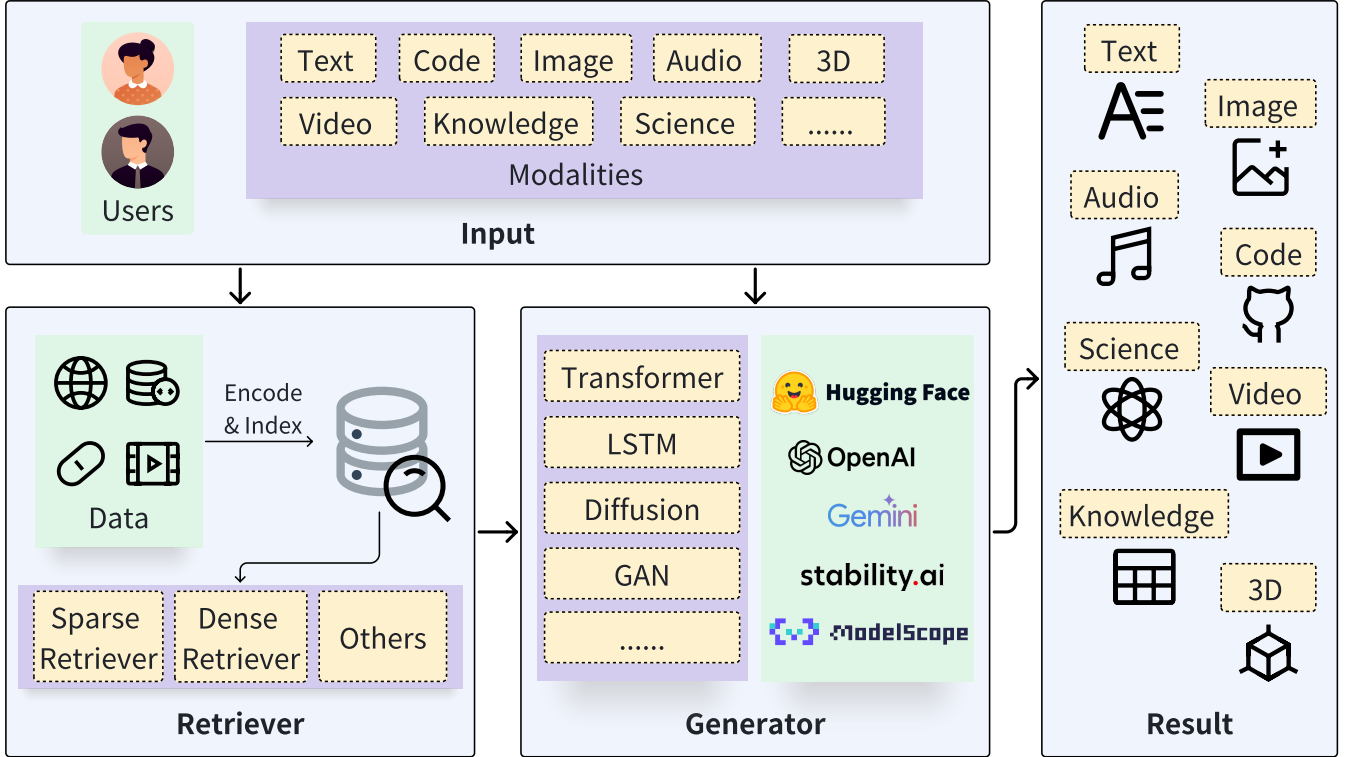 Users
Text
Code
Image
Audio
3D
Video
Knowledge
Science
......
Modalities
Input
Data
Encode
& Index
Sparse
Retriever
Dense
Retriever
Others
Retriever
Transformer
LSTM
Diffusion
GAN
......
Hugging Face
OpenAI
Gemini
stability.ai
ModelScope
Generator
Text
Image
Audio
Code
Science
Video
Knowledge
3D
Result